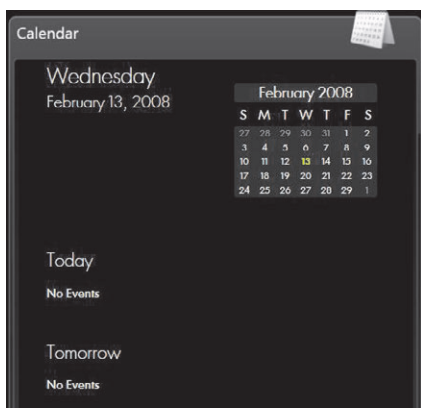 Calendar
Wednesday
February 13, 2008
February 2008
S M T W T F S
27 28 29 30 31 1 2
3 4 5 6 7 8 9
10 11 12 13 14 15 16
17 18 19 20 21 22 23
24 25 26 27 28 29 1
Today
No Events
Tomorrow
No Events